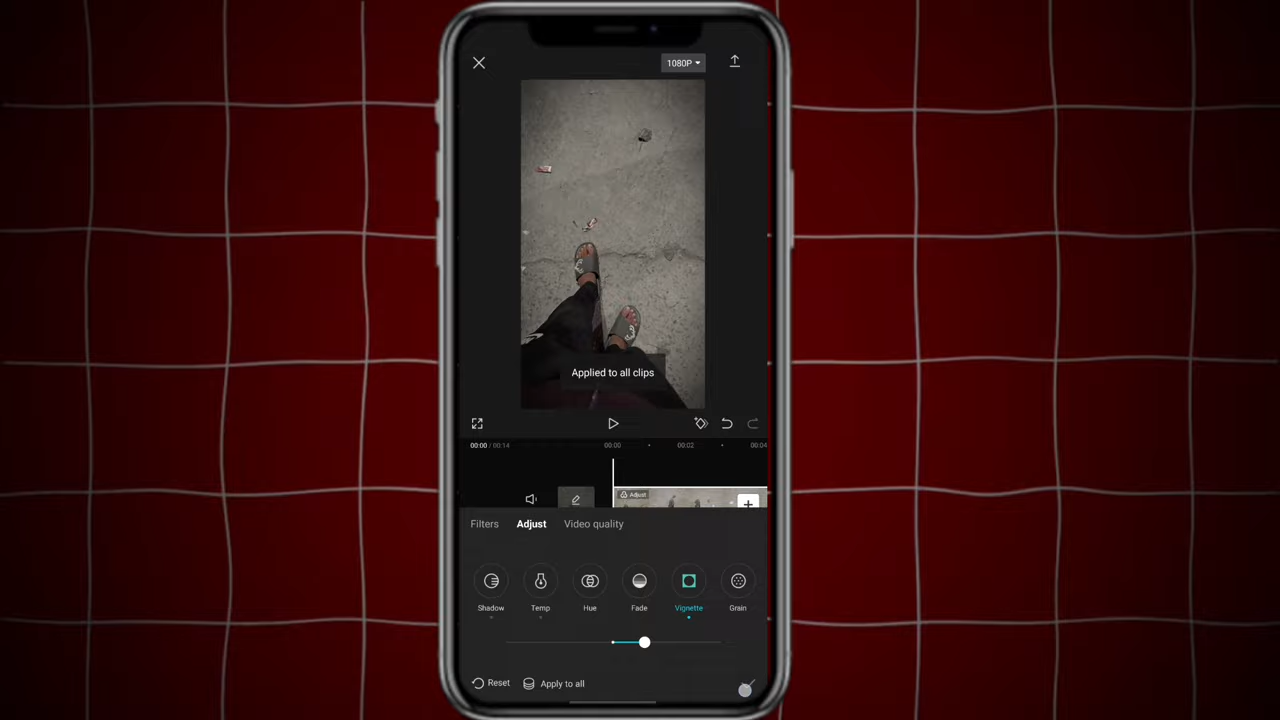 1080P
Applied to all clips
00:00 / 00:14
00:00
00:02
00:04
Adjust
Filters
Adjust
Video quality
Shadow
Temp
Hue
Fade
Vignette
Grain
Reset
Apply to all